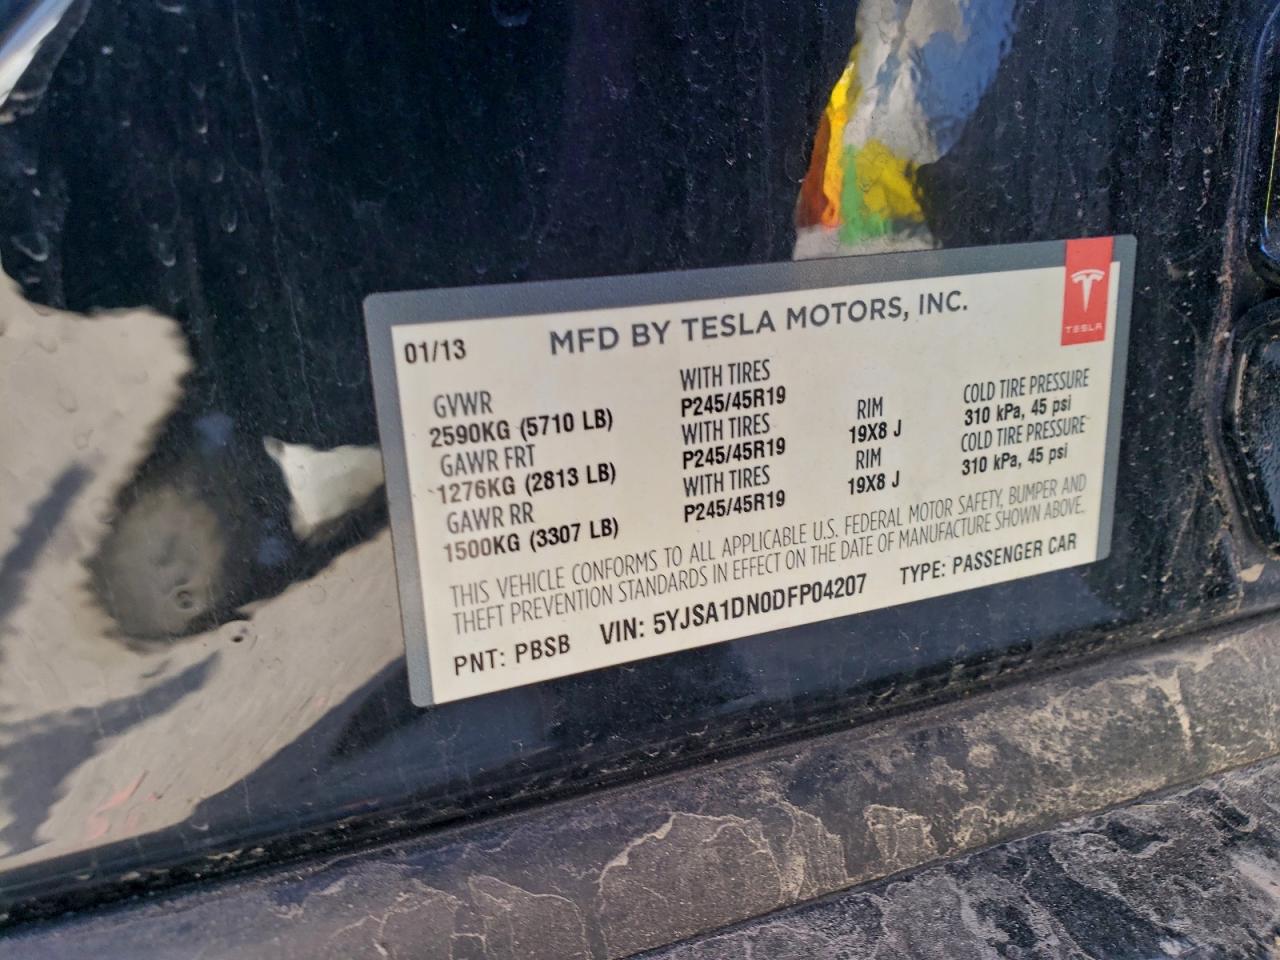 01/13 MFD BY TESLA MOTORS, INC.
TESLA
GVWR WITH TIRES
2590KG (5710 LB) P245/45R19 RIM COLD TIRE PRESSURE
GAWR FRT WITH TIRES 19X8 J 310 kPa, 45 psi
1276KG (2813 LB) P245/45R19 RIM COLD TIRE PRESSURE
GAWR RR WITH TIRES 19X8 J 310 kPa, 45 psi
1500KG (3307 LB) P245/45R19
THIS VEHICLE CONFORMS TO ALL APPLICABLE U.S. FEDERAL MOTOR SAFETY, BUMPER AND
THEFT PREVENTION STANDARDS IN EFFECT ON THE DATE OF MANUFACTURE SHOWN ABOVE.
PNT: PBSB VIN: 5YJSA1DN0DFP04207 TYPE: PASSENGER CAR